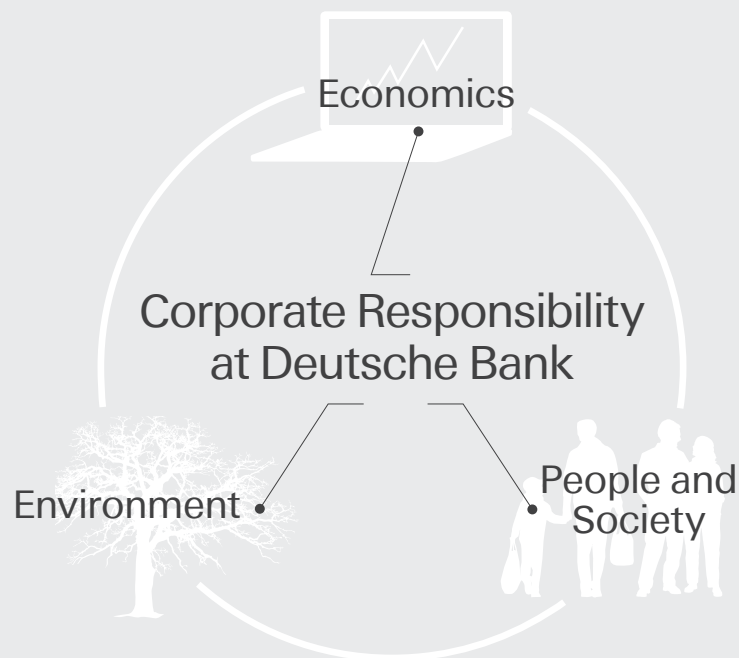 Economics
Corporate Responsibility
at Deutsche Bank
Environment
People and
Society